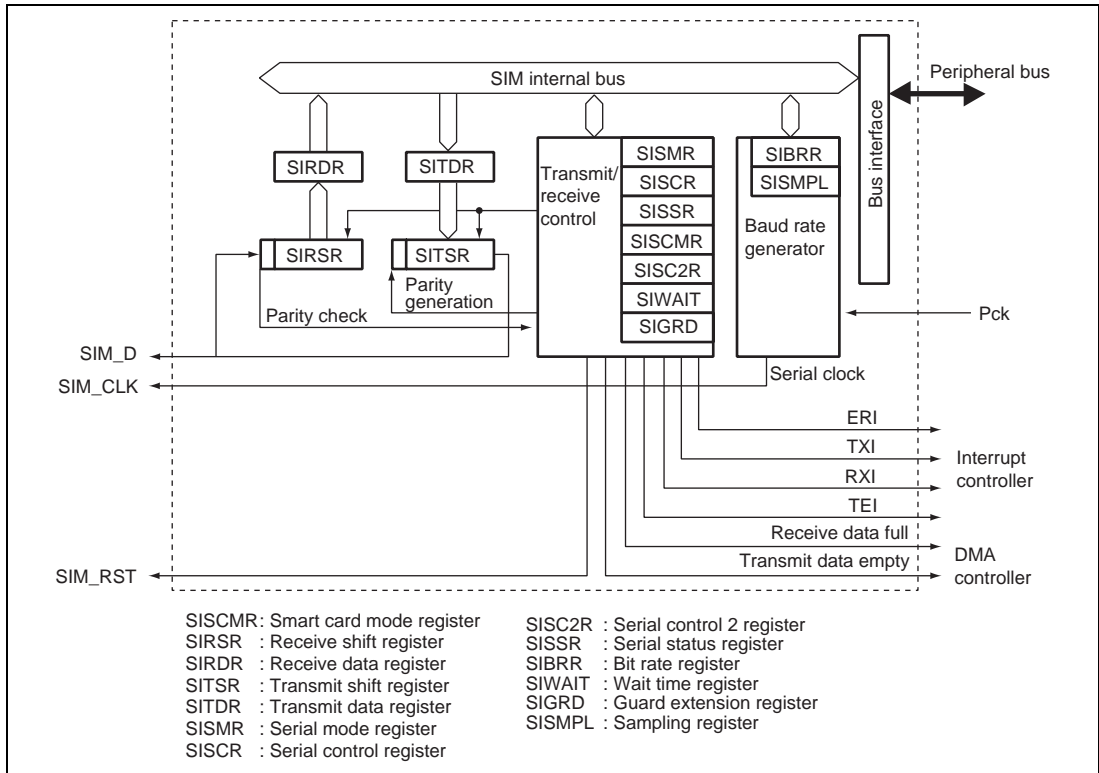 SIM internal bus
Peripheral bus
Bus interface
SIRDR
SITDR
Transmit/
receive
control
SISMR
SISCR
SISSR
SISCMR
SISC2R
SIWAIT
SIGRD
SIBRR
SISMPL
Baud rate
generator
SIRSR
SITSR
Parity
generation
Parity check
Pck
SIM_D
SIM_CLK
Serial clock
ERI
TXI
RXI
TEI
Interrupt
controller
Receive data full
Transmit data empty
DMA
controller
SIM_RST
SISCMR: Smart card mode register
SIRSR : Receive shift register
SIRDR : Receive data register
SITSR : Transmit shift register
SITDR : Transmit data register
SISMR : Serial mode register
SISCR : Serial control register
SISC2R : Serial control 2 register
SISSR : Serial status register
SIBRR : Bit rate register
SIWAIT : Wait time register
SIGRD : Guard extension register
SISMPL : Sampling register